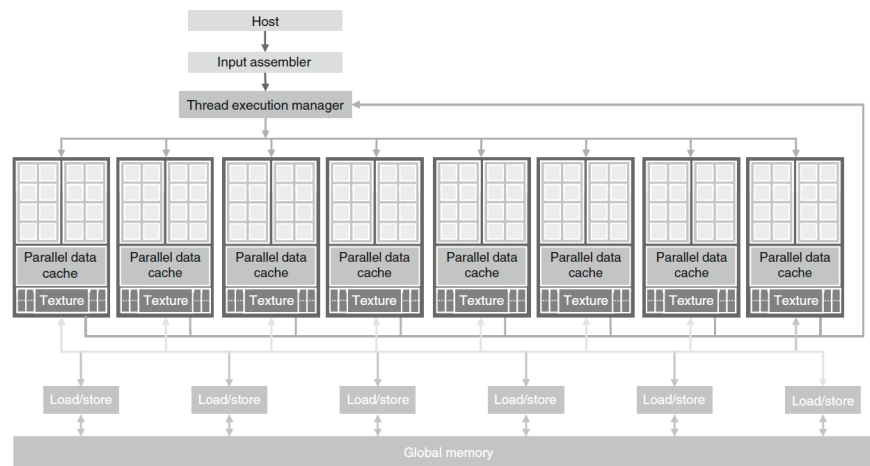 Host
Input assembler
Thread execution manager
Parallel data
cache
Texture
Parallel data
cache
Texture
Parallel data
cache
Texture
Parallel data
cache
Texture
Parallel data
cache
Texture
Parallel data
cache
Texture
Parallel data
cache
Texture
Parallel data
cache
Texture
Load/store
Load/store
Load/store
Load/store
Load/store
Load/store
Global memory